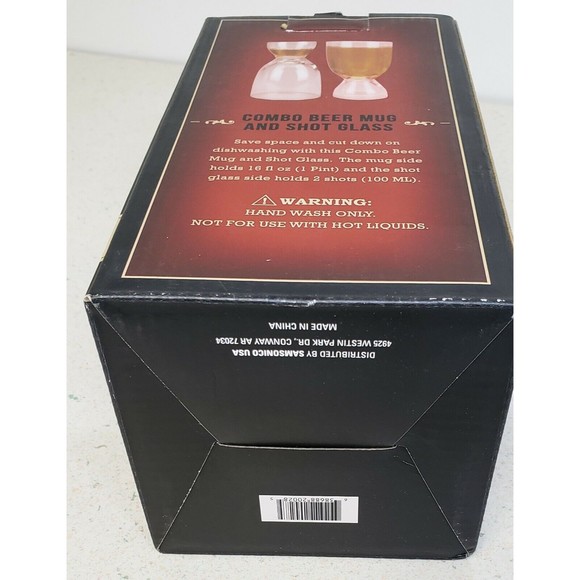 COMBO BEER MUG
AND SHOT GLASS
Save space and cut down on
dishwashing with this Combo Beer
Mug and Shot Glass. The mug side
holds 16 fl oz (1 Pint) and the shot
glass side holds 2 shots (100 ML).
WARNING:
HAND WASH ONLY.
NOT FOR USE WITH HOT LIQUIDS.
DISTRIBUTED BY SAMSONICO USA
4925 WESTIN PARK DR., CONWAY AR 72034
MADE IN CHINA